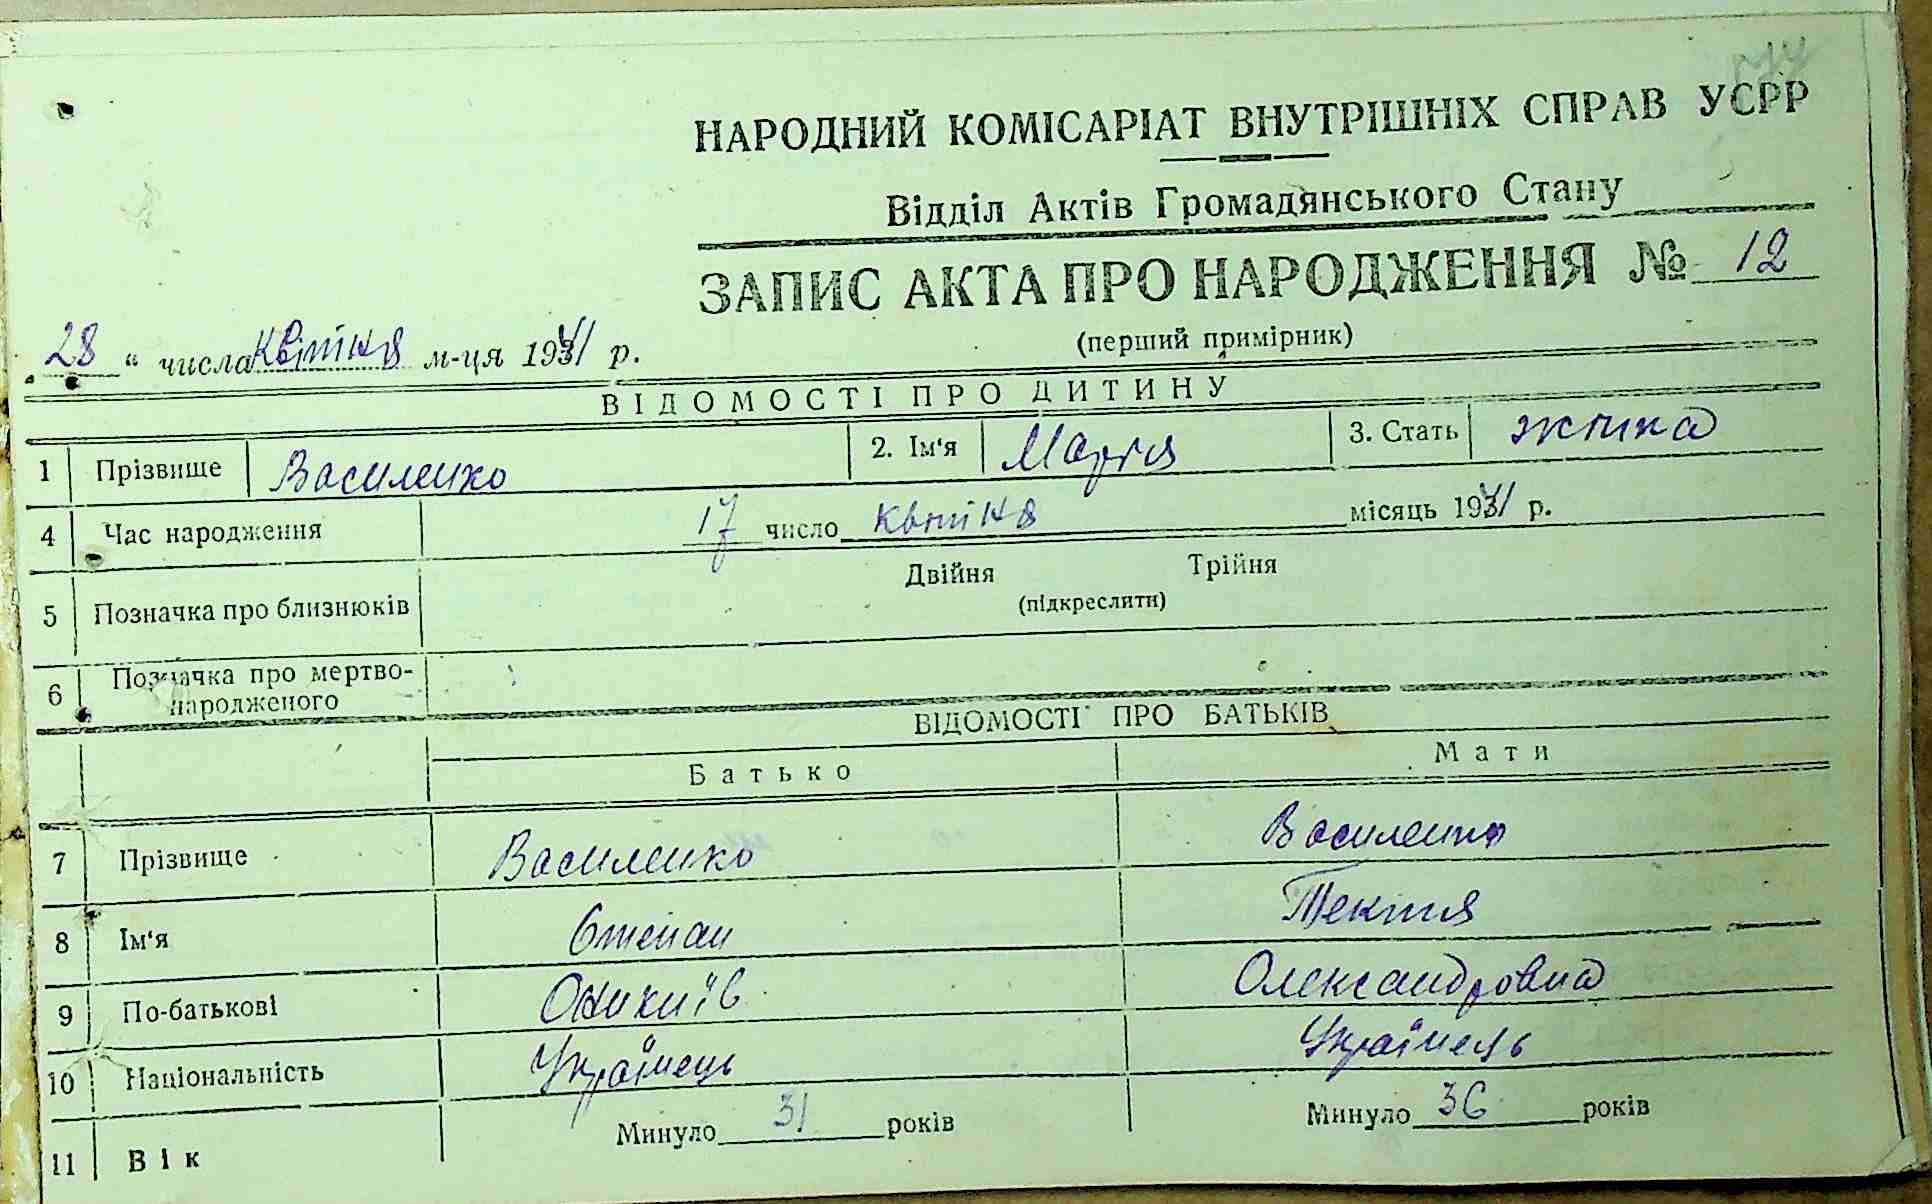 НАРОДНИЙ КОМІСАРІАТ ВНУТРІШНІХ СПРАВ УСРР
Відділ Актів Громадянського Стану
ЗАПИС АКТА ПРО НАРОДЖЕННЯ № 12
(перший примірник)
28 “ числа квітня м-ця 1941 р.
ВІДОМОСТІ ПРО ДИТИНУ
1 Прізвище Василенко 2. Ім‘я Марія 3. Стать жінка
4 Час народження 17 число квітня місяць 1941 р.
5 Позначка про близнюків Двійня Трійня
(підкреслити)
6 Позначка про мертво-
народженого
ВІДОМОСТІ ПРО БАТЬКІВ
Батько Мати
7 Прізвище Василенко Василенко
8 Ім‘я Степан Текля
9 По-батькові Оникиїв Олександровна
10 Національність Українець Українець
11 Вік Минуло 31 років Минуло 36 років